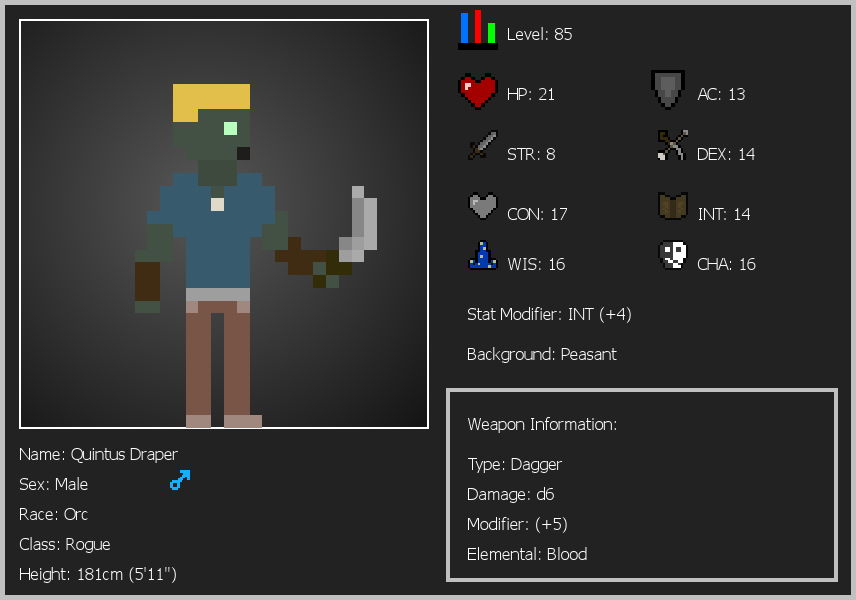 Level: 85
HP: 21
AC: 13
STR: 8
DEX: 14
CON: 17
INT: 14
WIS: 16
CHA: 16
Stat Modifier: INT (+4)
Background: Peasant
Weapon Information:
Type: Dagger
Damage: d6
Modifier: (+5)
Elemental: Blood
Name: Quintus Draper
Sex: Male
Race: Orc
Class: Rogue
Height: 181cm (5'11")